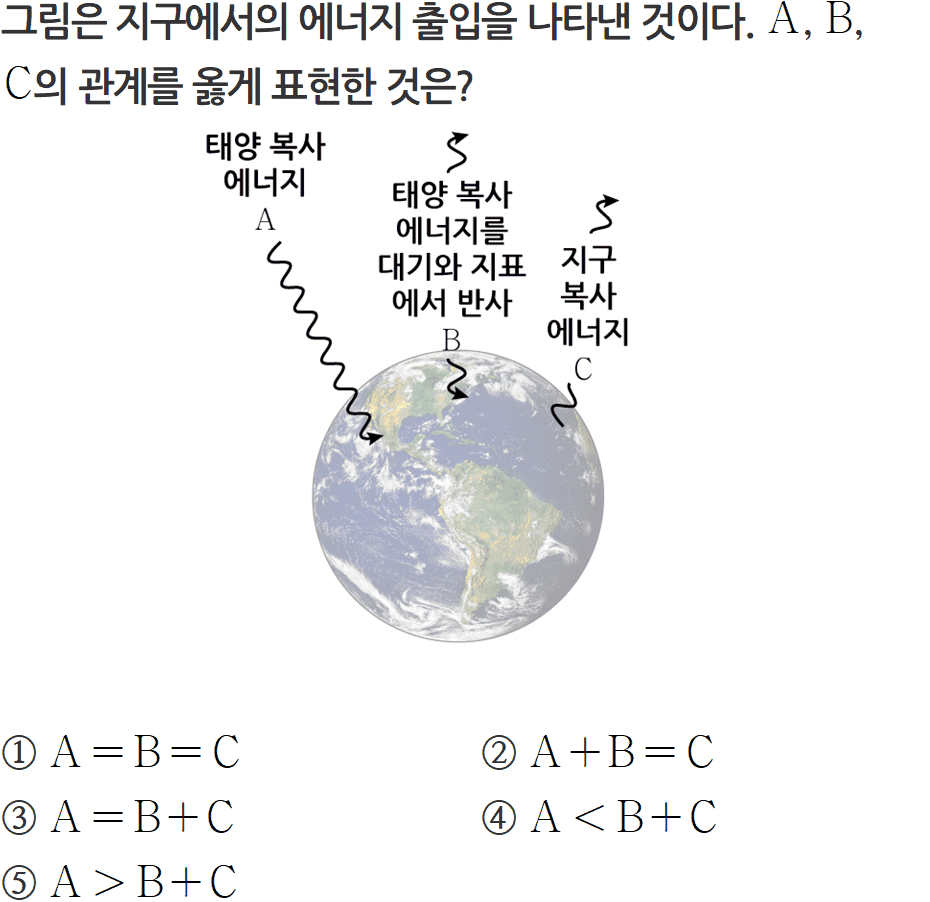 그림은 지구에서의 에너지 출입을 나타낸 것이다. A, B,
C의 관계를 옳게 표현한 것은?
태양 복사
에너지
A
태양 복사
에너지를
대기와 지표
에서 반사
B
지구
복사
에너지
C
① A=B=C ② A+B=C
③ A=B+C ④ A<B+C
⑤ A>B+C